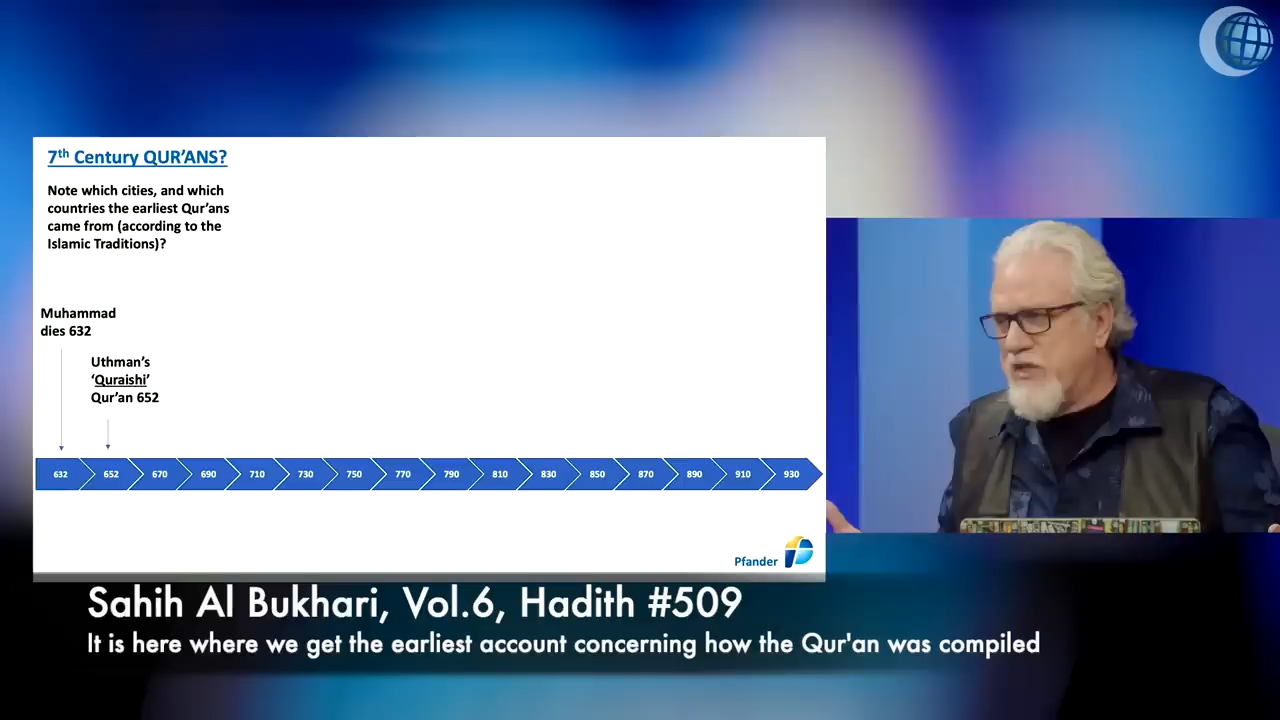 7th Century QUR’ANS?
Note which cities, and which
countries the earliest Qur’ans
came from (according to the
Islamic Traditions)?
Muhammad
dies 632
Uthman’s
‘Quraishi’
Qur’an 652
632 652 670 690 710 730 750 770 790 810 830 850 870 890 910 930
Pfander
Sahih Al Bukhari, Vol.6, Hadith #509
It is here where we get the earliest account concerning how the Qur'an was compiled